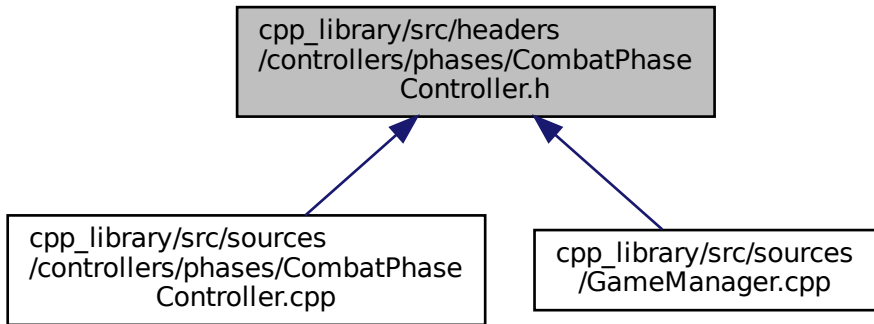 cpp_library/src/headers
/controllers/phases/CombatPhase
Controller.h
cpp_library/src/sources
/controllers/phases/CombatPhase
Controller.cpp
cpp_library/src/sources
/GameManager.cpp